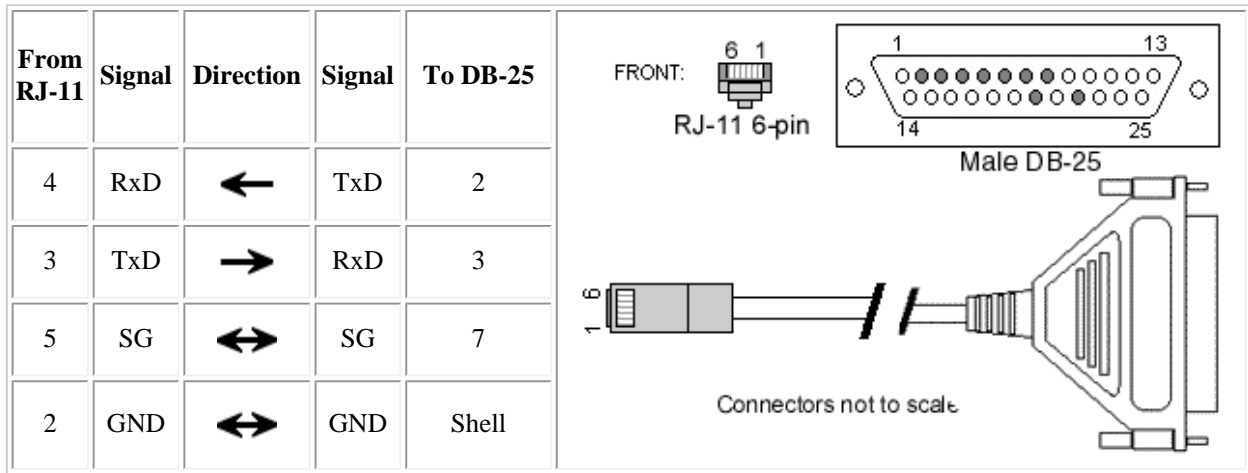 From RJ-11 Signal Direction Signal To DB-25
4 RxD TxD 2
3 TxD RxD 3
5 SG SG 7
2 GND GND Shell
FRONT:
6 1
RJ-11 6-pin
1 13
14 25
Male DB-25
1 6
Connectors not to scale